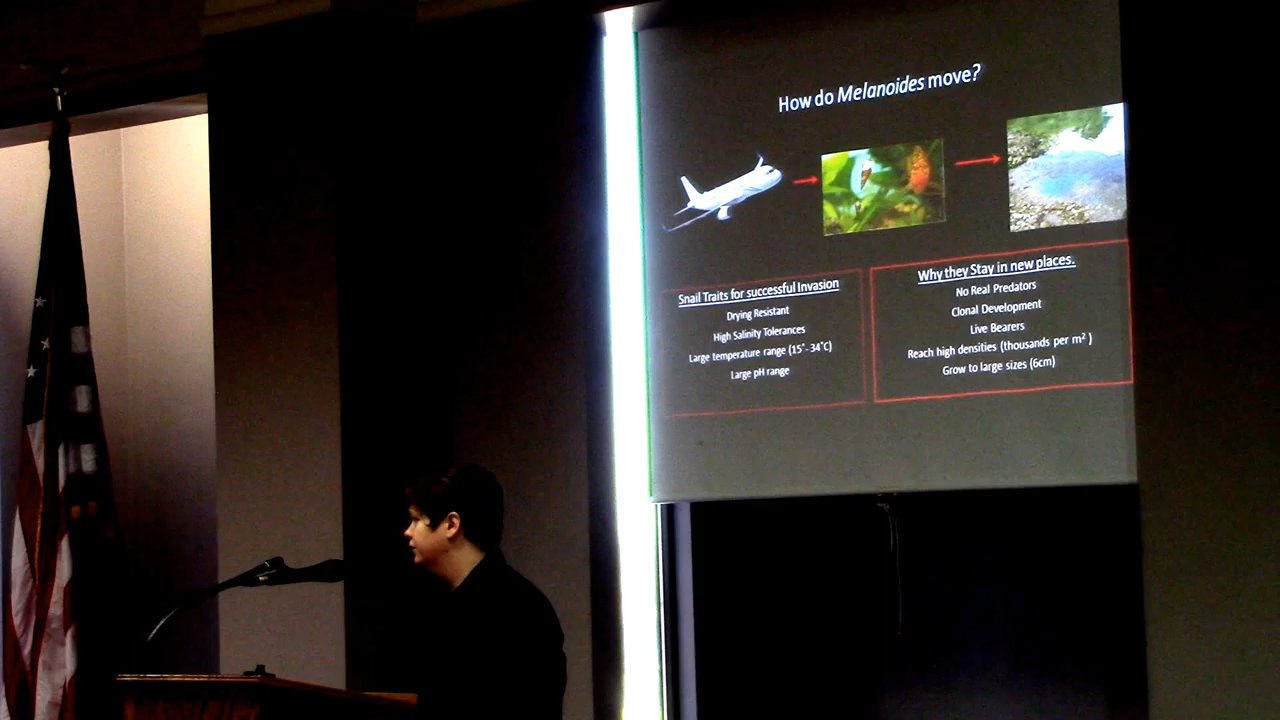 How do Melanoides move?
Snail Traits for successful Invasion
Drying Resistant
High Salinity Tolerances
Large temperature range (15°- 34°C)
Large pH range
Why they Stay in new places.
No Real Predators
Clonal Development
Live Bearers
Reach high densities (thousands per m² )
Grow to large sizes (6cm)